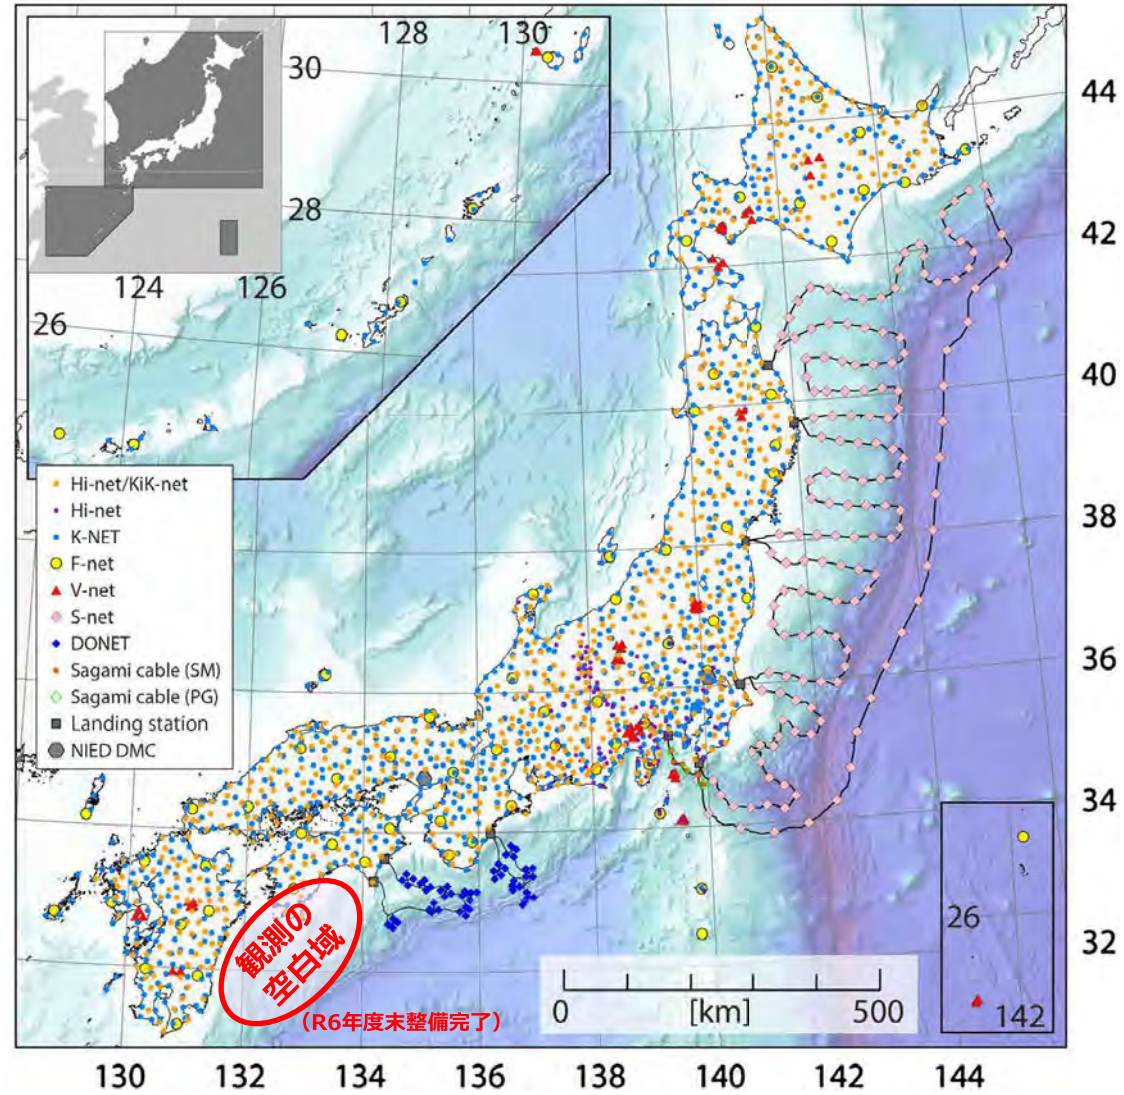 128
130
30
28
124
126
26
44
42
40
38
36
34
32
Hi-net/KiK-net
Hi-net
K-NET
F-net
V-net
S-net
DONET
Sagami cable (SM)
Sagami cable (PG)
Landing station
NIED DMC
観測の
空白域
（R6年度末整備完了）
0 [km] 500
26
142
130 132 134 136 138 140 142 144